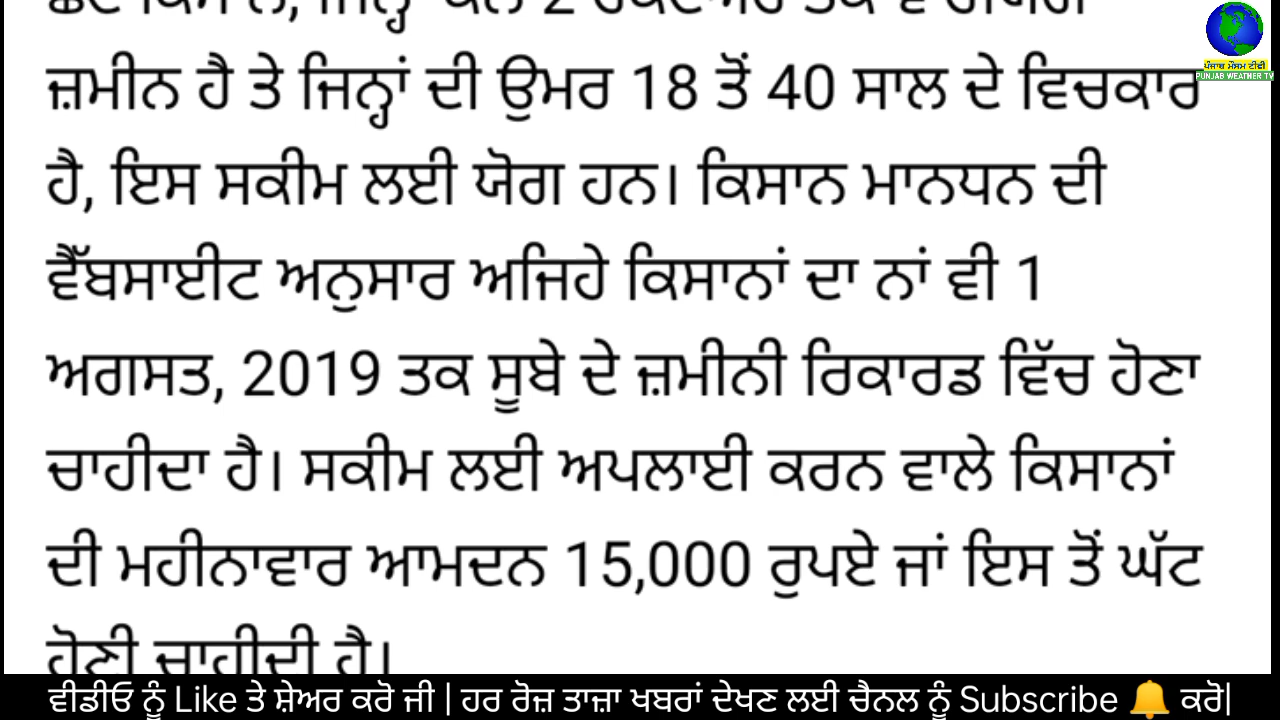 ਜ਼ਮੀਨ ਹੈ ਤੇ ਜਿਨ੍ਹਾਂ ਦੀ ਉਮਰ 18 ਤੋਂ 40 ਸਾਲ ਦੇ ਵਿਚਕਾਰ
ਹੈ, ਇਸ ਸਕੀਮ ਲਈ ਯੋਗ ਹਨ। ਕਿਸਾਨ ਮਾਨਧਨ ਦੀ
ਵੈੱਬਸਾਈਟ ਅਨੁਸਾਰ ਅਜਿਹੇ ਕਿਸਾਨਾਂ ਦਾ ਨਾਂ ਵੀ 1
ਅਗਸਤ, 2019 ਤਕ ਸੂਬੇ ਦੇ ਜ਼ਮੀਨੀ ਰਿਕਾਰਡ ਵਿੱਚ ਹੋਣਾ
ਚਾਹੀਦਾ ਹੈ। ਸਕੀਮ ਲਈ ਅਪਲਾਈ ਕਰਨ ਵਾਲੇ ਕਿਸਾਨਾਂ
ਦੀ ਮਹੀਨਾਵਾਰ ਆਮਦਨ 15,000 ਰੁਪਏ ਜਾਂ ਇਸ ਤੋਂ ਘੱਟ
ਹੋਣੀ ਚਾਹੀਦੀ ਹੈ।
ਪੰਜਾਬ ਮੌਸਮ ਟੀਵੀ
PUNJAB WEATHER TV
ਵੀਡੀਓ ਨੂੰ Like ਤੇ ਸ਼ੇਅਰ ਕਰੋ ਜੀ | ਹਰ ਰੋਜ਼ ਤਾਜ਼ਾ ਖਬਰਾਂ ਦੇਖਣ ਲਈ ਚੈਨਲ ਨੂੰ Subscribe 🔔 ਕਰੋ|